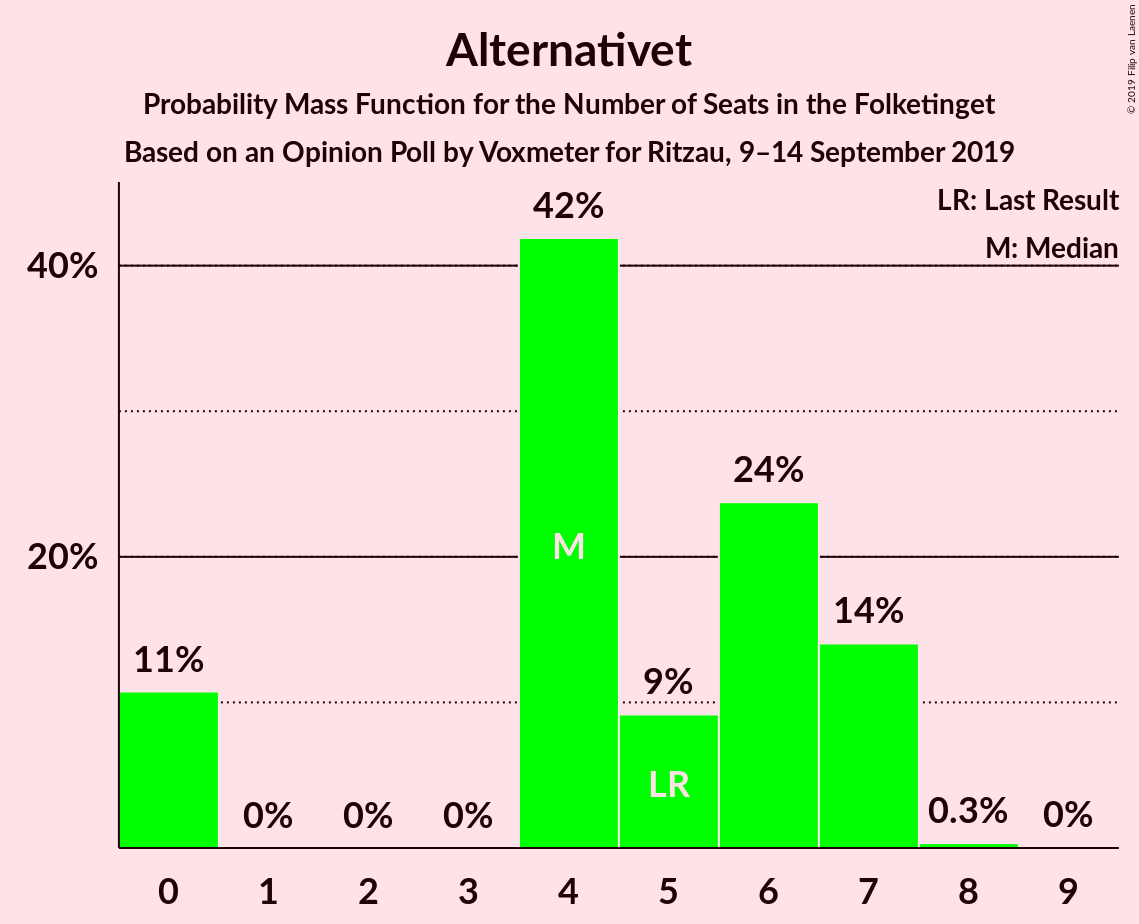 Alternativet
Probability Mass Function for the Number of Seats in the Folketinget
Based on an Opinion Poll by Voxmeter for Ritzau, 9–14 September 2019
© 2019 Filip van Laenen
LR: Last Result
M: Median
40%
20%
11%
0%
0%
0%
42%
M
9%
LR
24%
14%
0.3%
0%
0 1 2 3 4 5 6 7 8 9